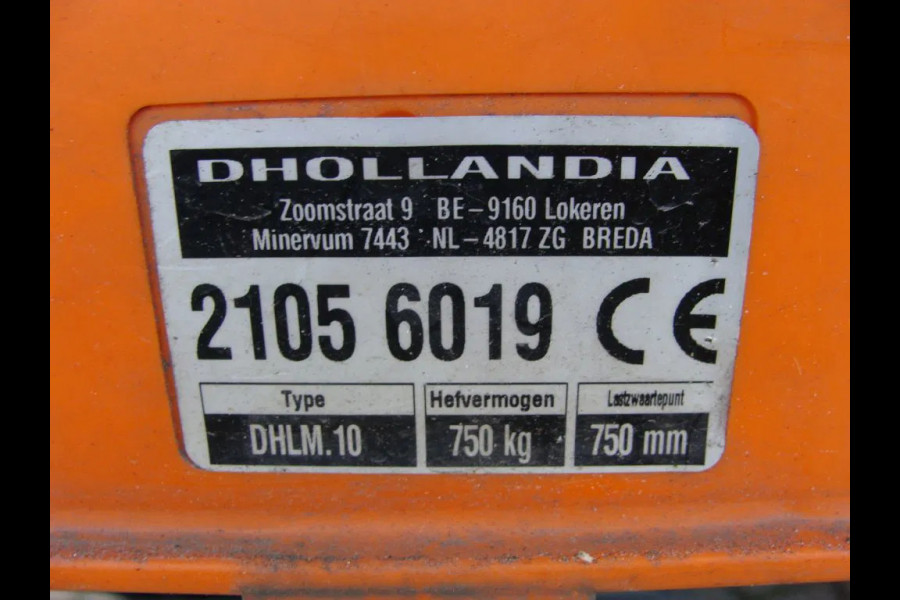 DHOLLANDIA
Zoomstraat 9 BE-9160 Lokeren
Minervum 7443 NL-4817 ZG BREDA
2105 6019 CE
Type Hefvermogen Lastzwaartepunt
DHLM.10 750 kg 750 mm